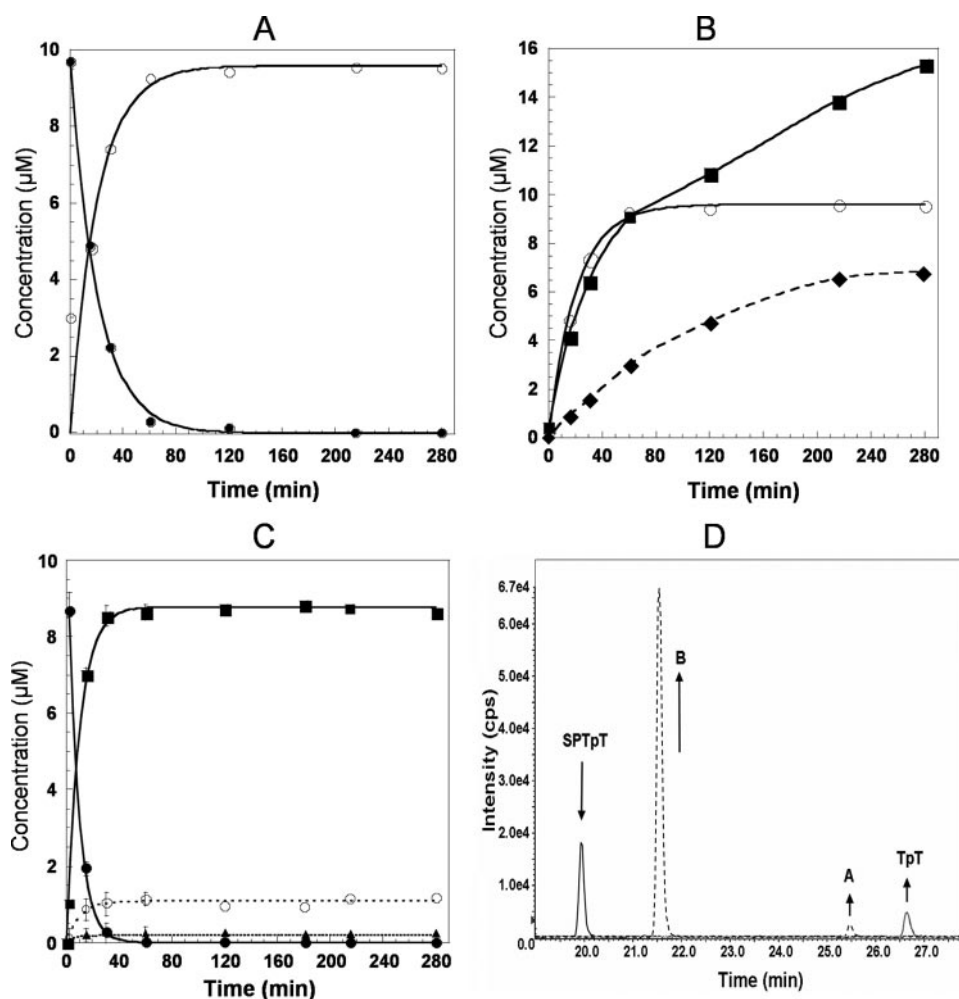 A
10
8
6
4
2
0
Concentration (µM)
0 40 80 120 160 200 240 280
Time (min)
B
16
14
12
10
8
6
4
2
0
Concentration (µM)
0 40 80 120 160 200 240 280
Time (min)
C
10
8
6
4
2
0
Concentration (µM)
0 40 80 120 160 200 240 280
Time (min)
D
6.7e4
5.0e4
3.0e4
2.0e4
1.0e4
0.0
Intensity (cps)
SPTpT
B
A
TpT
20.0 21.0 22.0 23.0 24.0 25.0 26.0 27.0
Time (min)